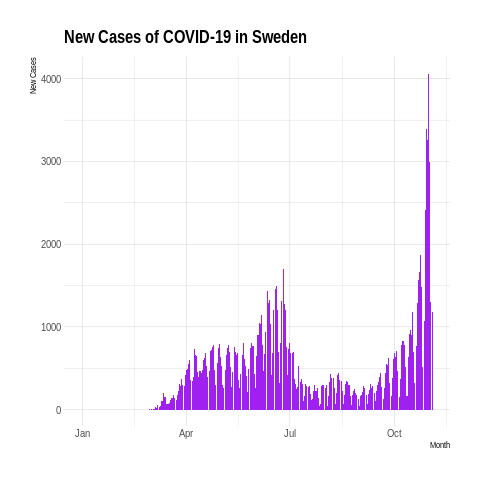 New Cases of COVID-19 in Sweden
New Cases
4000
3000
2000
1000
0
Jan Apr Jul Oct
Month